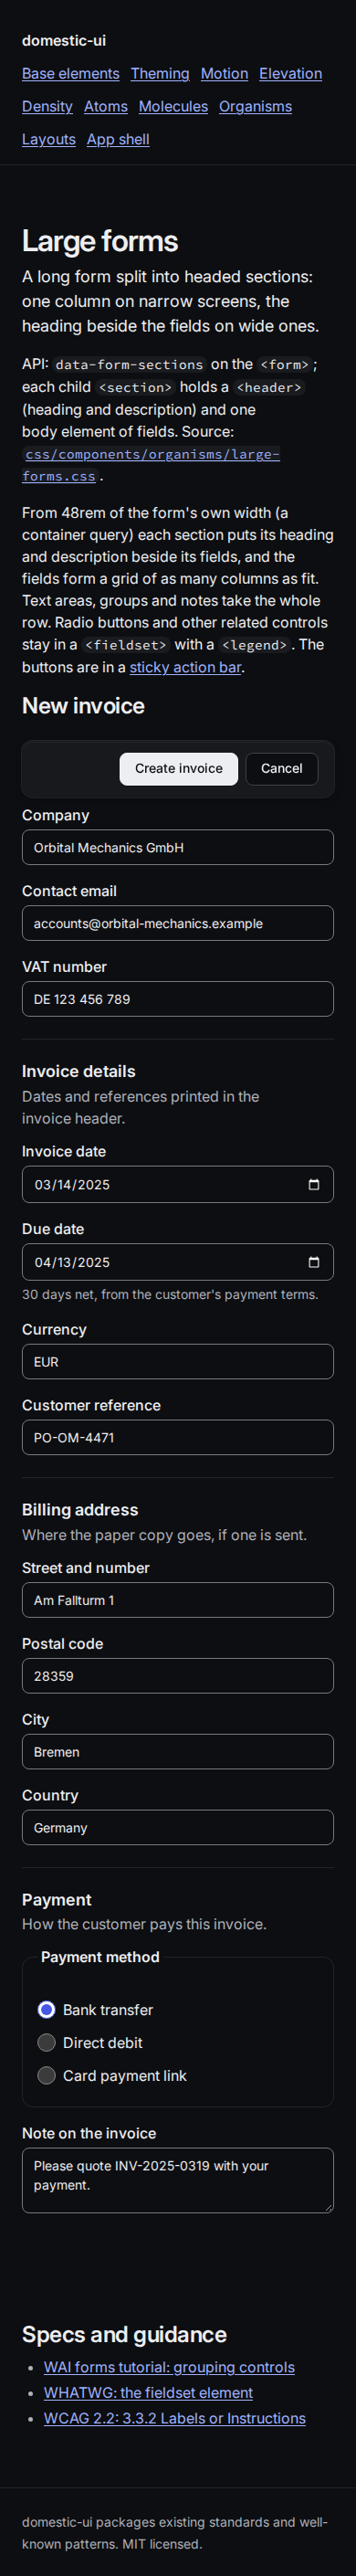 domestic-ui
Base elements Theming Motion Elevation
Density Atoms Molecules Organisms
Layouts App shell
Large forms
A long form split into headed sections:
one column on narrow screens, the
heading beside the fields on wide ones.
API: data-form-sections on the <form>;
each child <section> holds a <header>
(heading and description) and one
body element of fields. Source:
css/components/organisms/large-
forms.css.
From 48rem of the form's own width (a
container query) each section puts its heading
and description beside its fields, and the
fields form a grid of as many columns as fit.
Text areas, groups and notes take the whole
row. Radio buttons and other related controls
stay in a <fieldset> with a <legend>. The
buttons are in a sticky action bar.
New invoice
Create invoice Cancel
Company
Orbital Mechanics GmbH
Contact email
accounts@orbital-mechanics.example
VAT number
DE 123 456 789
Invoice details
Dates and references printed in the
invoice header.
Invoice date
03/14/2025
Due date
04/13/2025
30 days net, from the customer's payment terms.
Currency
EUR
Customer reference
PO-OM-4471
Billing address
Where the paper copy goes, if one is sent.
Street and number
Am Fallturm 1
Postal code
28359
City
Bremen
Country
Germany
Payment
How the customer pays this invoice.
Payment method
Bank transfer
Direct debit
Card payment link
Note on the invoice
Please quote INV-2025-0319 with your
payment.
Specs and guidance
WAI forms tutorial: grouping controls
WHATWG: the fieldset element
WCAG 2.2: 3.3.2 Labels or Instructions
domestic-ui packages existing standards and well-
known patterns. MIT licensed.